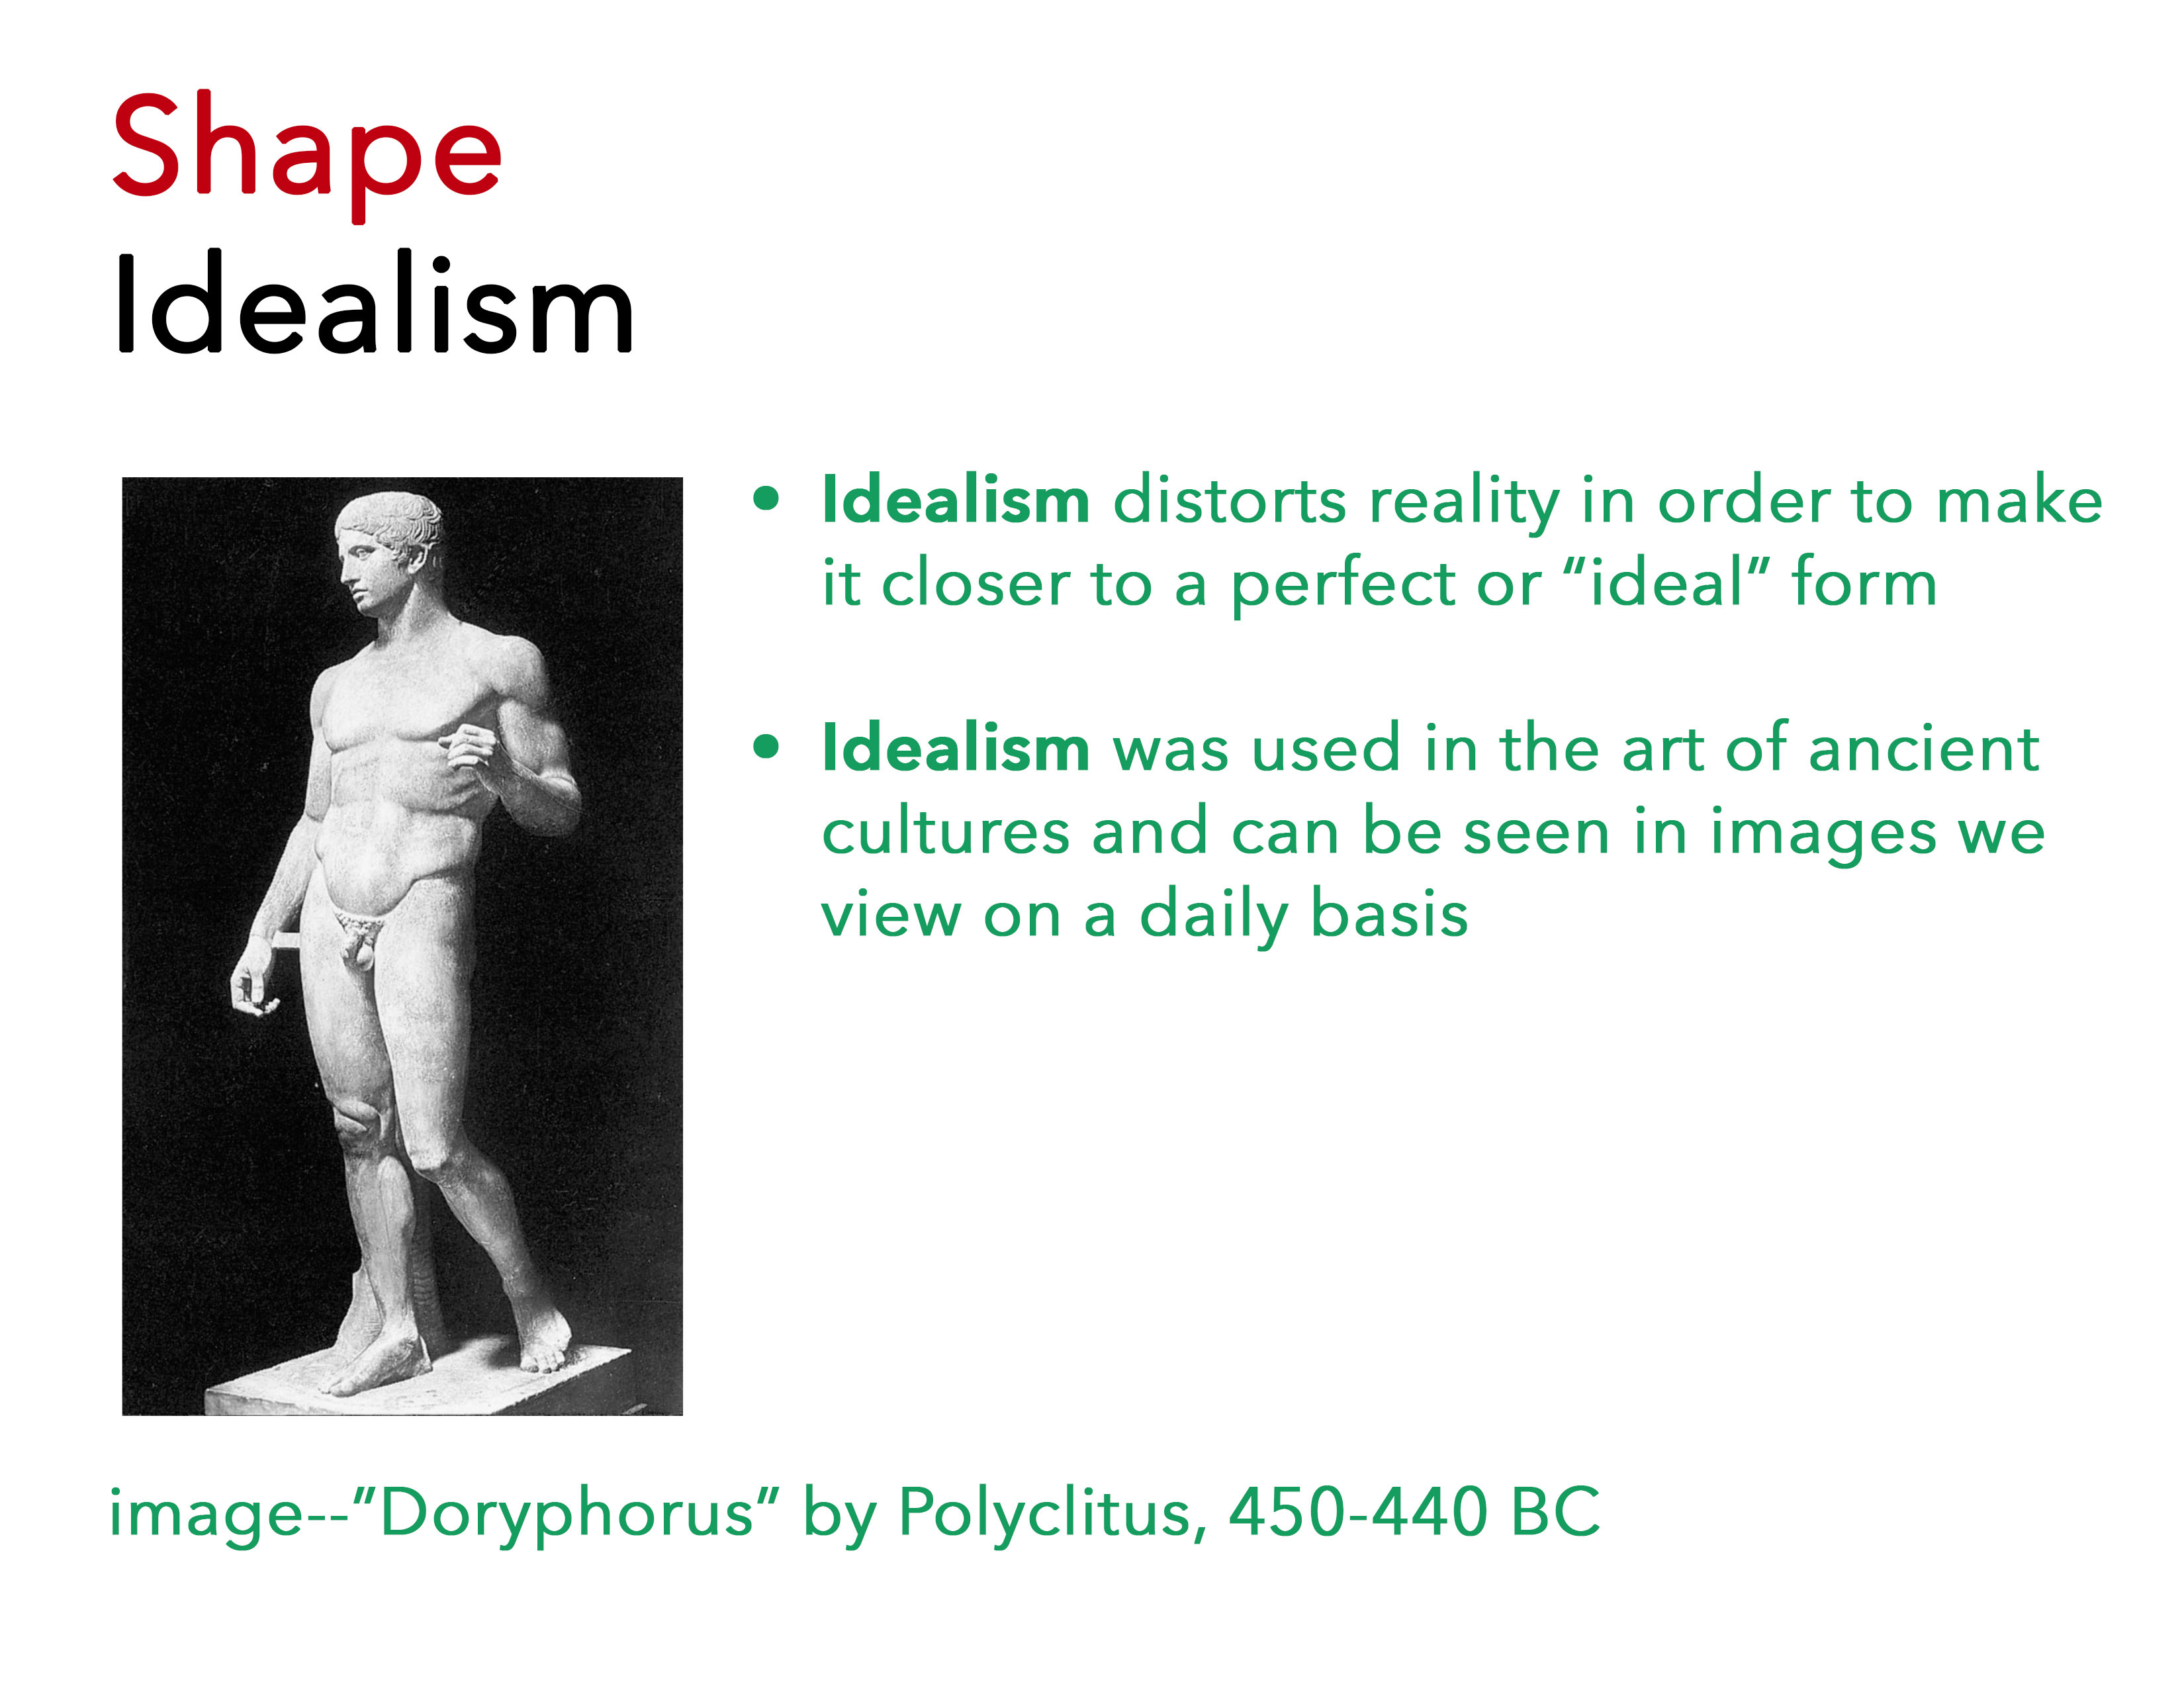 Shape
Idealism
• Idealism distorts reality in order to make
it closer to a perfect or “ideal” form
• Idealism was used in the art of ancient
cultures and can be seen in images we
view on a daily basis
image--”Doryphorus” by Polyclitus, 450-440 BC